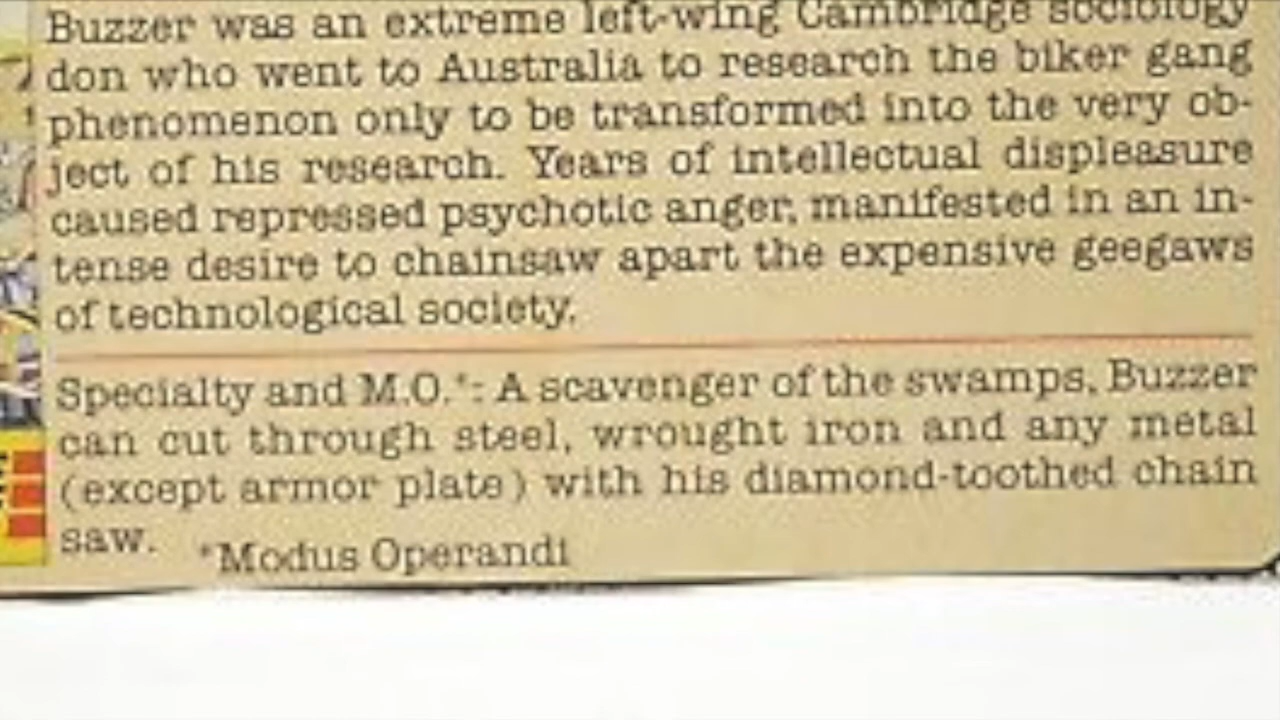 Buzzer was an extreme left-wing Cambridge sociology
don who went to Australia to research the biker gang
phenomenon only to be transformed into the very ob-
ject of his research. Years of intellectual displeasure
caused repressed psychotic anger, manifested in an in-
tense desire to chainsaw apart the expensive geegaws
of technological society.
Specialty and M.O.*: A scavenger of the swamps, Buzzer
can cut through steel, wrought iron and any metal
(except armor plate) with his diamond-toothed chain
saw.
*Modus Operandi